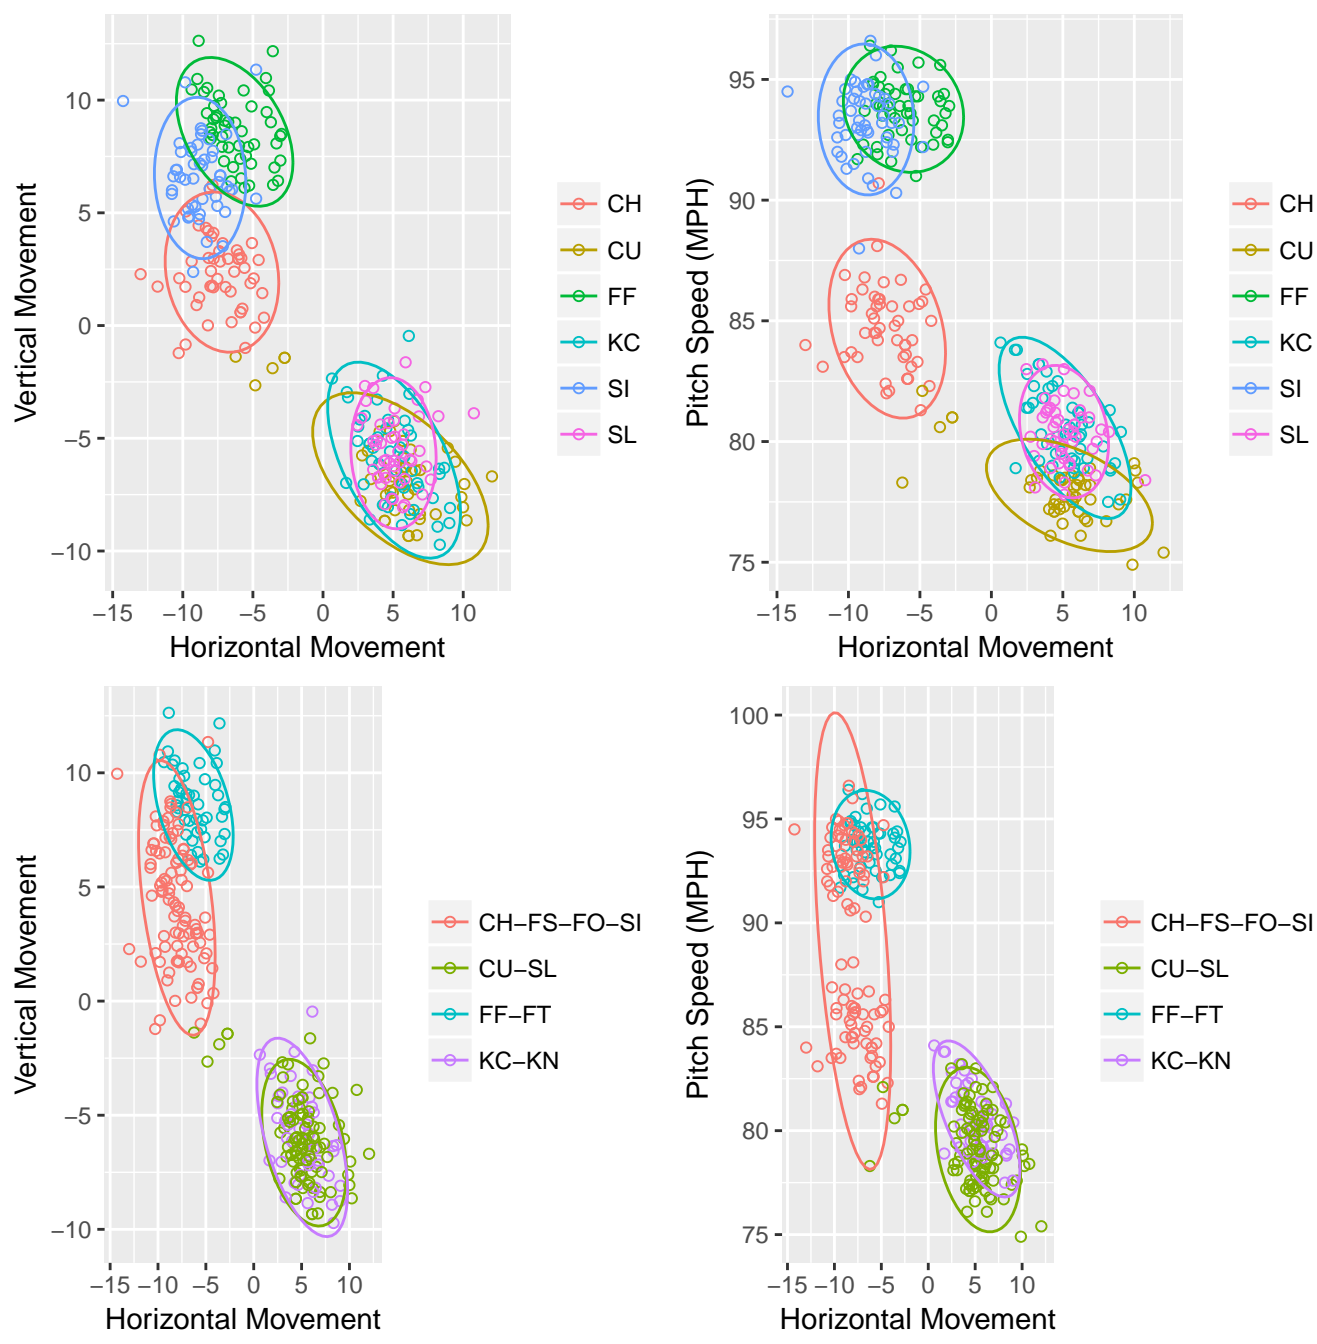 10
5
0
−5
−10
−15 −10 −5 0 5 10
Horizontal Movement
Vertical Movement
CH
CU
FF
KC
SI
SL
95
90
85
80
75
−15 −10 −5 0 5 10
Horizontal Movement
Pitch Speed (MPH)
CH
CU
FF
KC
SI
SL
10
5
0
−5
−10
−15 −10 −5 0 5 10
Horizontal Movement
Vertical Movement
CH−FS−FO−SI
CU−SL
FF−FT
KC−KN
100
95
90
85
80
75
−15 −10 −5 0 5 10
Horizontal Movement
Pitch Speed (MPH)
CH−FS−FO−SI
CU−SL
FF−FT
KC−KN